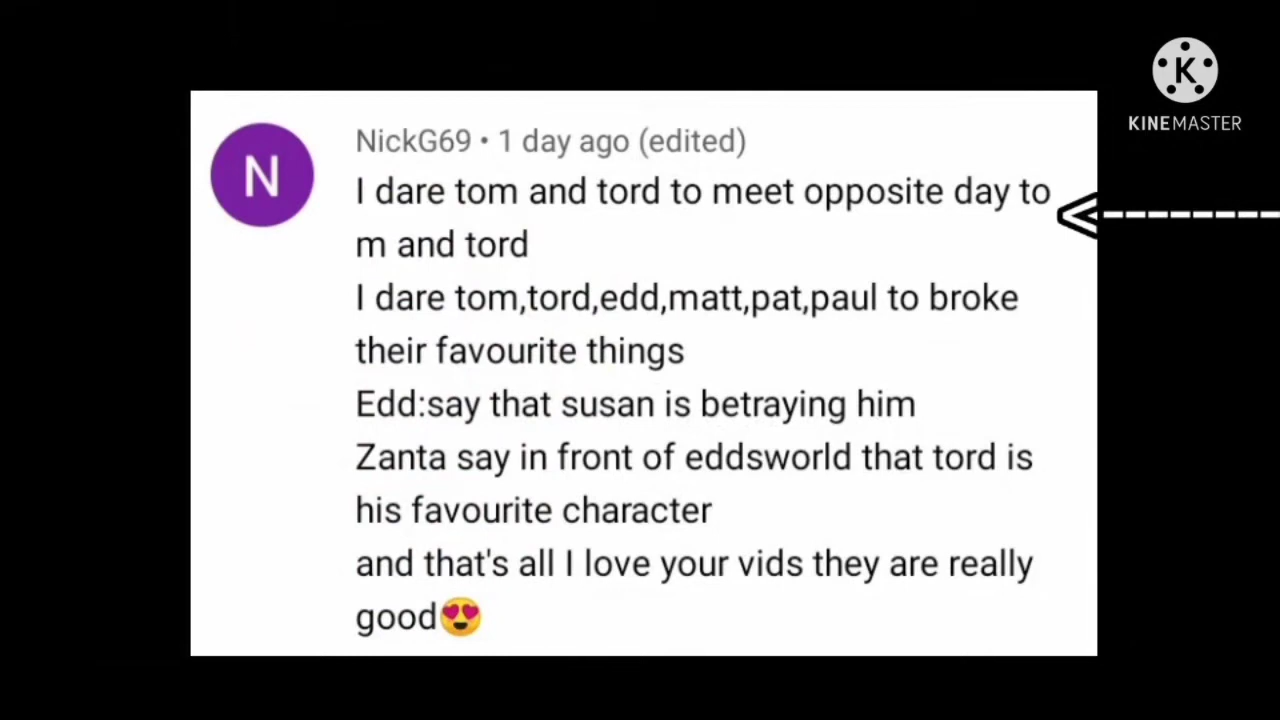 K
KINEMASTER
N
NickG69 • 1 day ago (edited)
I dare tom and tord to meet opposite day to
m and tord
I dare tom,tord,edd,matt,pat,paul to broke
their favourite things
Edd:say that susan is betraying him
Zanta say in front of eddsworld that tord is
his favourite character
and that's all I love your vids they are really
good😍